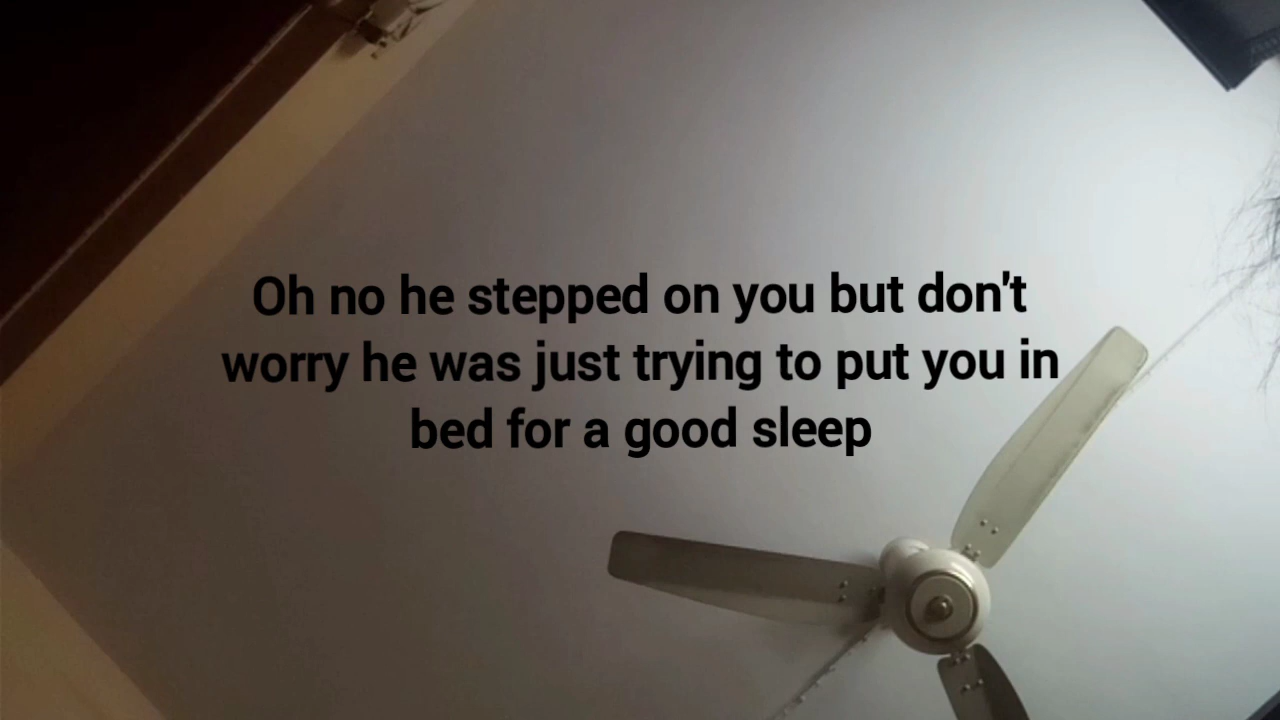 Oh no he stepped on you but don't
worry he was just trying to put you in
bed for a good sleep